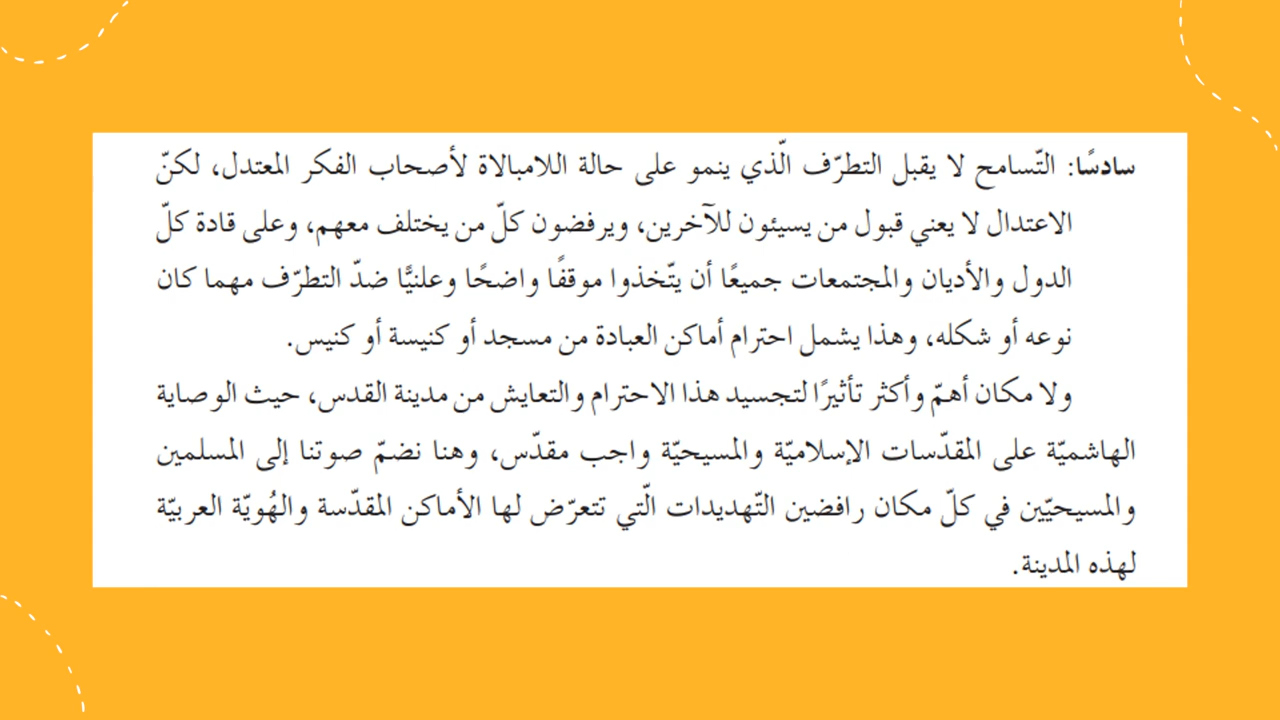 سادسًا: التّسامح لا يقبل التطرّف الّذي ينمو على حالة اللامبالاة لأصحاب الفكر المعتدل، لكنّ
الاعتدال لا يعني قبول من يسيئون للآخرين، ويرفضون كلّ من يختلف معهم، وعلى قادة كلّ
الدول والأديان والمجتمعات جميعًا أن يتّخذوا موقفًا واضحًا وعلنيًّا ضدّ التطرّف مهما كان
نوعه أو شكله، وهذا يشمل احترام أماكن العبادة من مسجد أو كنيسة أو كنيس.
ولا مكان أهمّ وأكثر تأثيرًا لتجسيد هذا الاحترام والتعايش من مدينة القدس، حيث الوصاية
الهاشميّة على المقدّسات الإسلاميّة والمسيحيّة واجب مقدّس، وهنا نضمّ صوتنا إلى المسلمين
والمسيحيّين في كلّ مكان رافضين التّهديدات الّتي تتعرّض لها الأماكن المقدّسة والهُويّة العربيّة
لهذه المدينة.